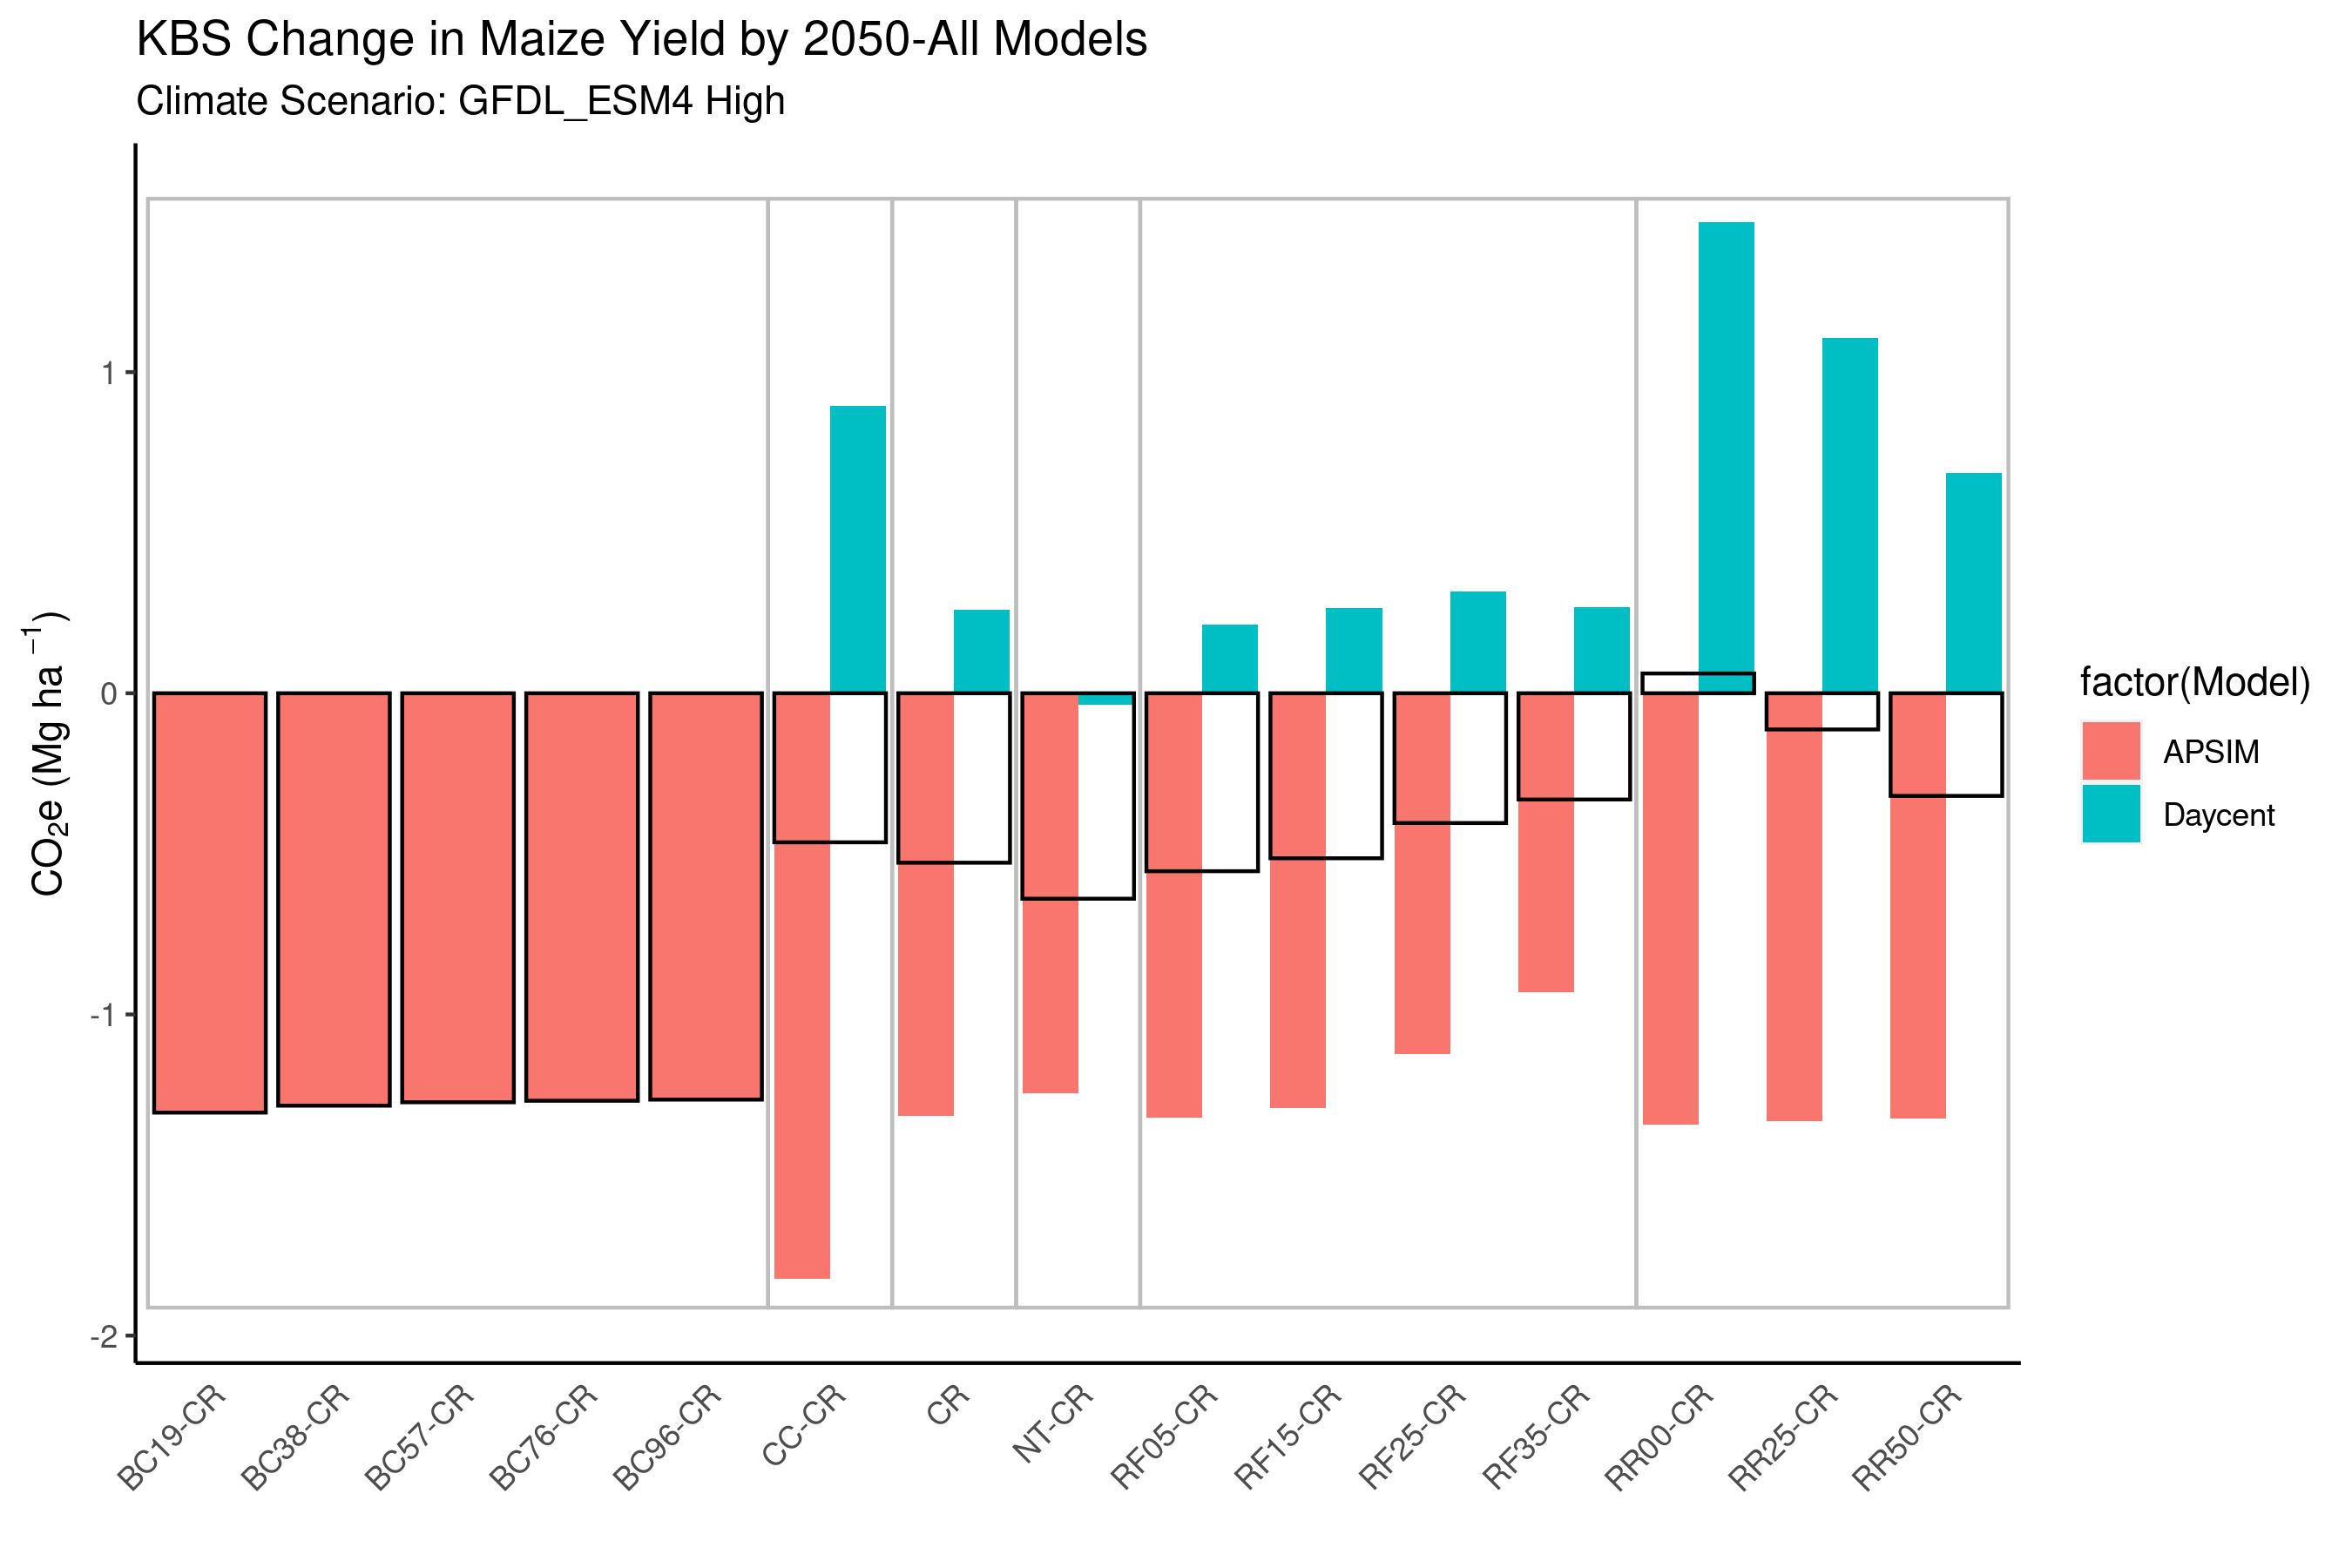 KBS Change in Maize Yield by 2050-All Models
Climate Scenario: GFDL_ESM4 High
CO₂e (Mg ha ⁻¹)
1
0
-1
-2
BC19-CR
BC38-CR
BC57-CR
BC76-CR
BC96-CR
CC-CR
CR
NT-CR
RF05-CR
RF15-CR
RF25-CR
RF35-CR
RR00-CR
RR25-CR
RR50-CR
factor(Model)
APSIM
Daycent